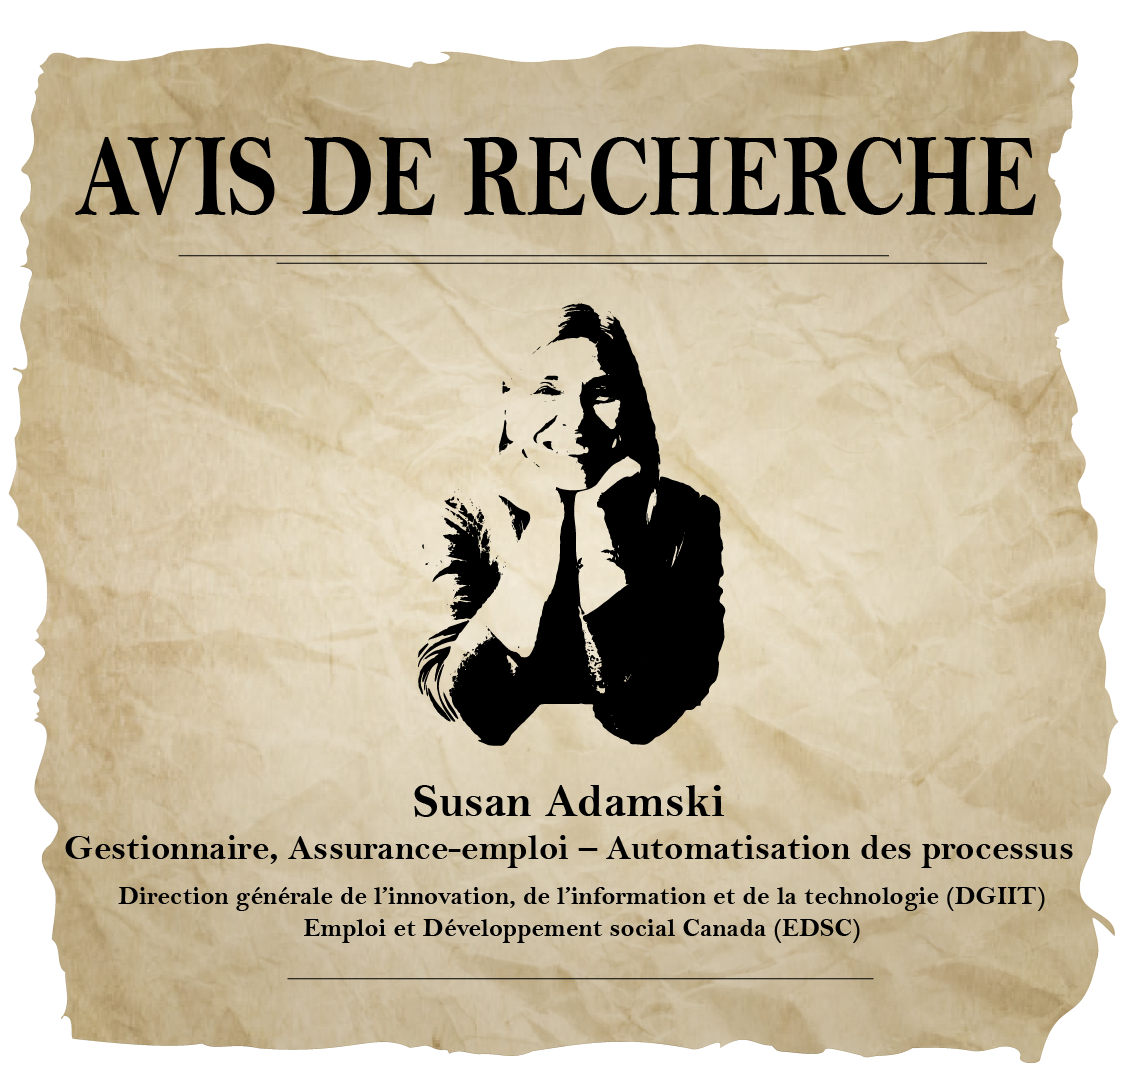 AVIS DE RECHERCHE
Susan Adamski
Gestionnaire, Assurance-emploi – Automatisation des processus
Direction générale de l’innovation, de l’information et de la technologie (DGIIT)
Emploi et Développement social Canada (EDSC)